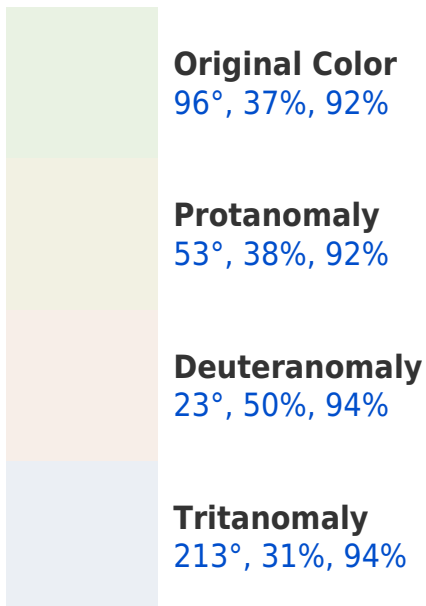 Original Color
96°, 37%, 92%
Protanomaly
53°, 38%, 92%
Deuteranomaly
23°, 50%, 94%
Tritanomaly
213°, 31%, 94%